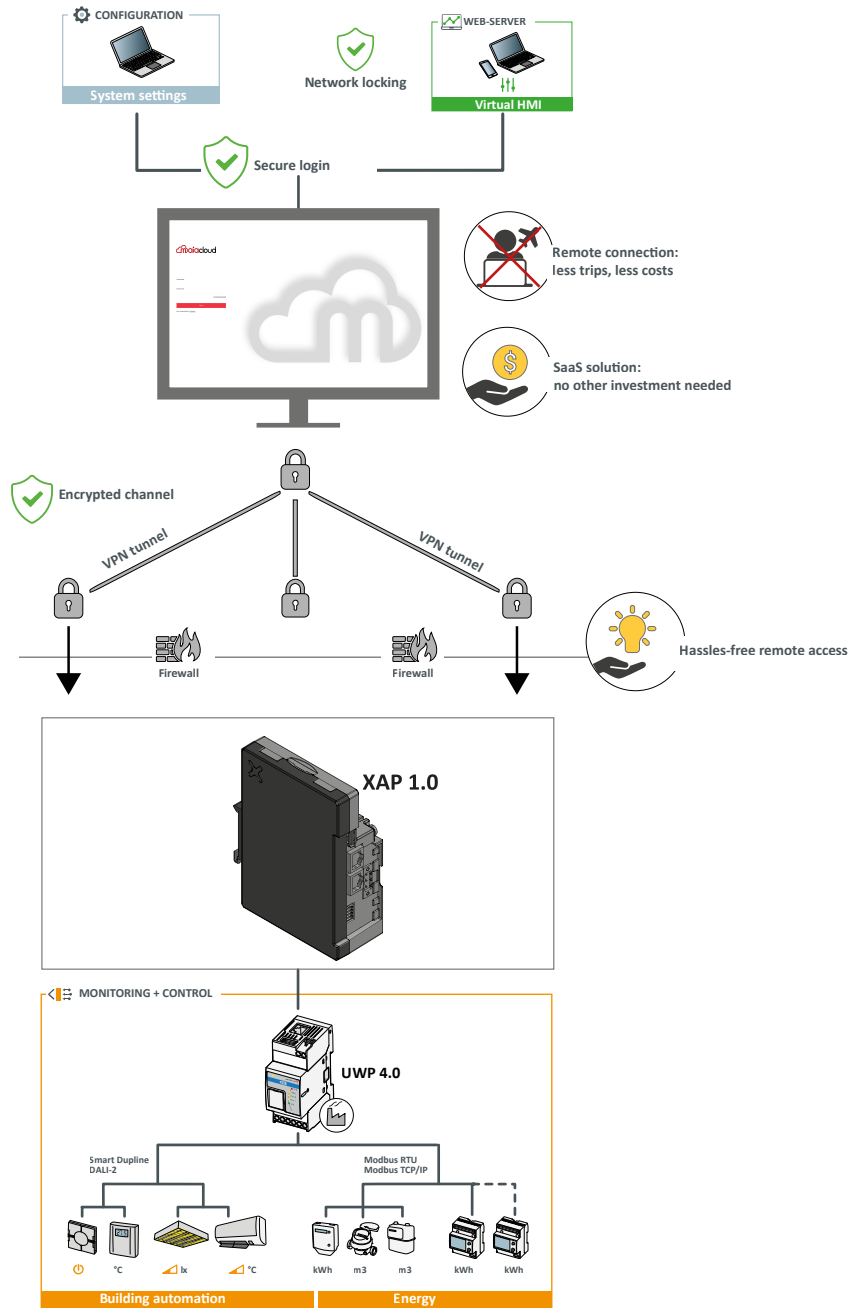 CONFIGURATION
System settings
Network locking
WEB-SERVER
Virtual HMI
Secure login
maiacloud
m
Remote connection:
less trips, less costs
SaaS solution:
no other investment needed
$
Encrypted channel
VPN tunnel
VPN tunnel
Firewall
Firewall
Hassles-free remote access
XAP 1.0
MONITORING + CONTROL
UWP 4.0
Smart Dupline
DALI-2
Modbus RTU
Modbus TCP/IP
°C
lx
°C
kWh
m3
m3
kWh
kWh
Building automation
Energy